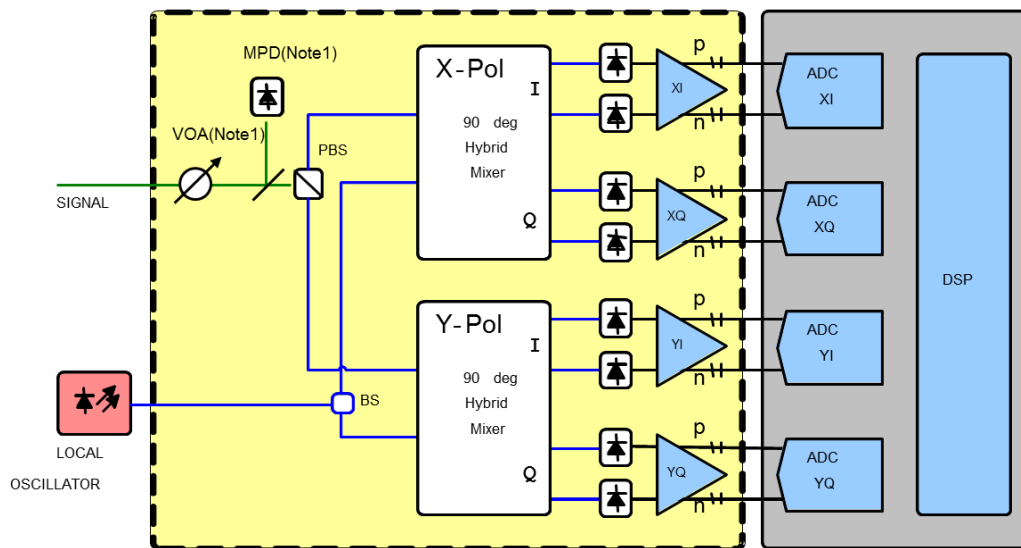 MPD(Note1)
VOA(Note1)
SIGNAL
PBS
X-Pol
I
90 deg
Hybrid
Mixer
Q
XI
p
n
XQ
p
n
ADC
XI
ADC
XQ
DSP
Y-Pol
I
90 deg
Hybrid
Mixer
Q
YI
p
n
YQ
p
n
ADC
YI
ADC
YQ
BS
LOCAL
OSCILLATOR